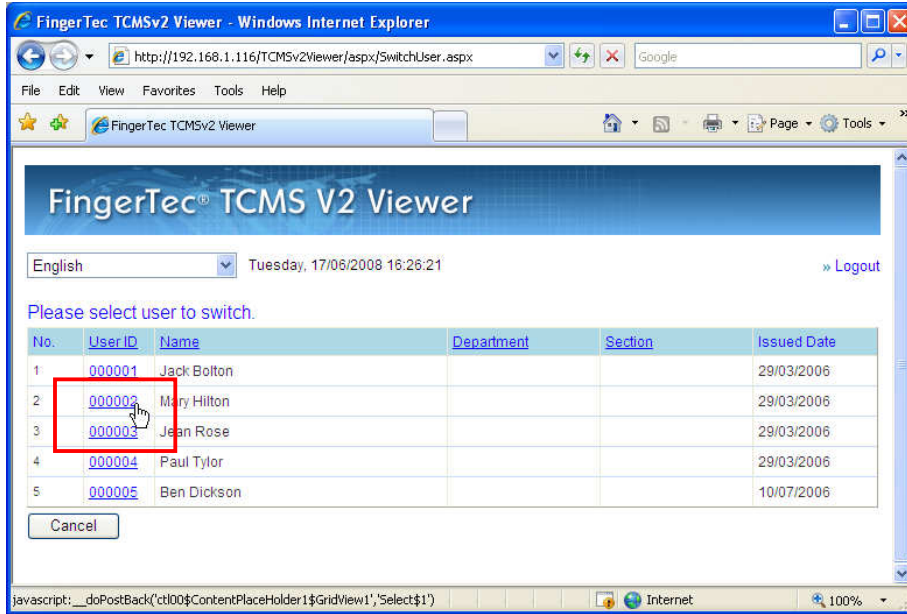 FingerTec TCMSv2 Viewer - Windows Internet Explorer
http://192.168.1.116/TCMSv2Viewer/aspx/SwitchUser.aspx Google
File Edit View Favorites Tools Help
FingerTec TCMSv2 Viewer Page Tools
FingerTec® TCMS V2 Viewer
English Tuesday, 17/06/2008 16:26:21 » Logout
Please select user to switch.
No. User ID Name Department Section Issued Date
1 000001 Jack Bolton 29/03/2006
2 000002 Mary Hilton 29/03/2006
3 000003 Jean Rose 29/03/2006
4 000004 Paul Tylor 29/03/2006
5 000005 Ben Dickson 10/07/2006
Cancel
javascript:__doPostBack('ctl00$ContentPlaceHolder1$GridView1','Select$1') Internet 100%